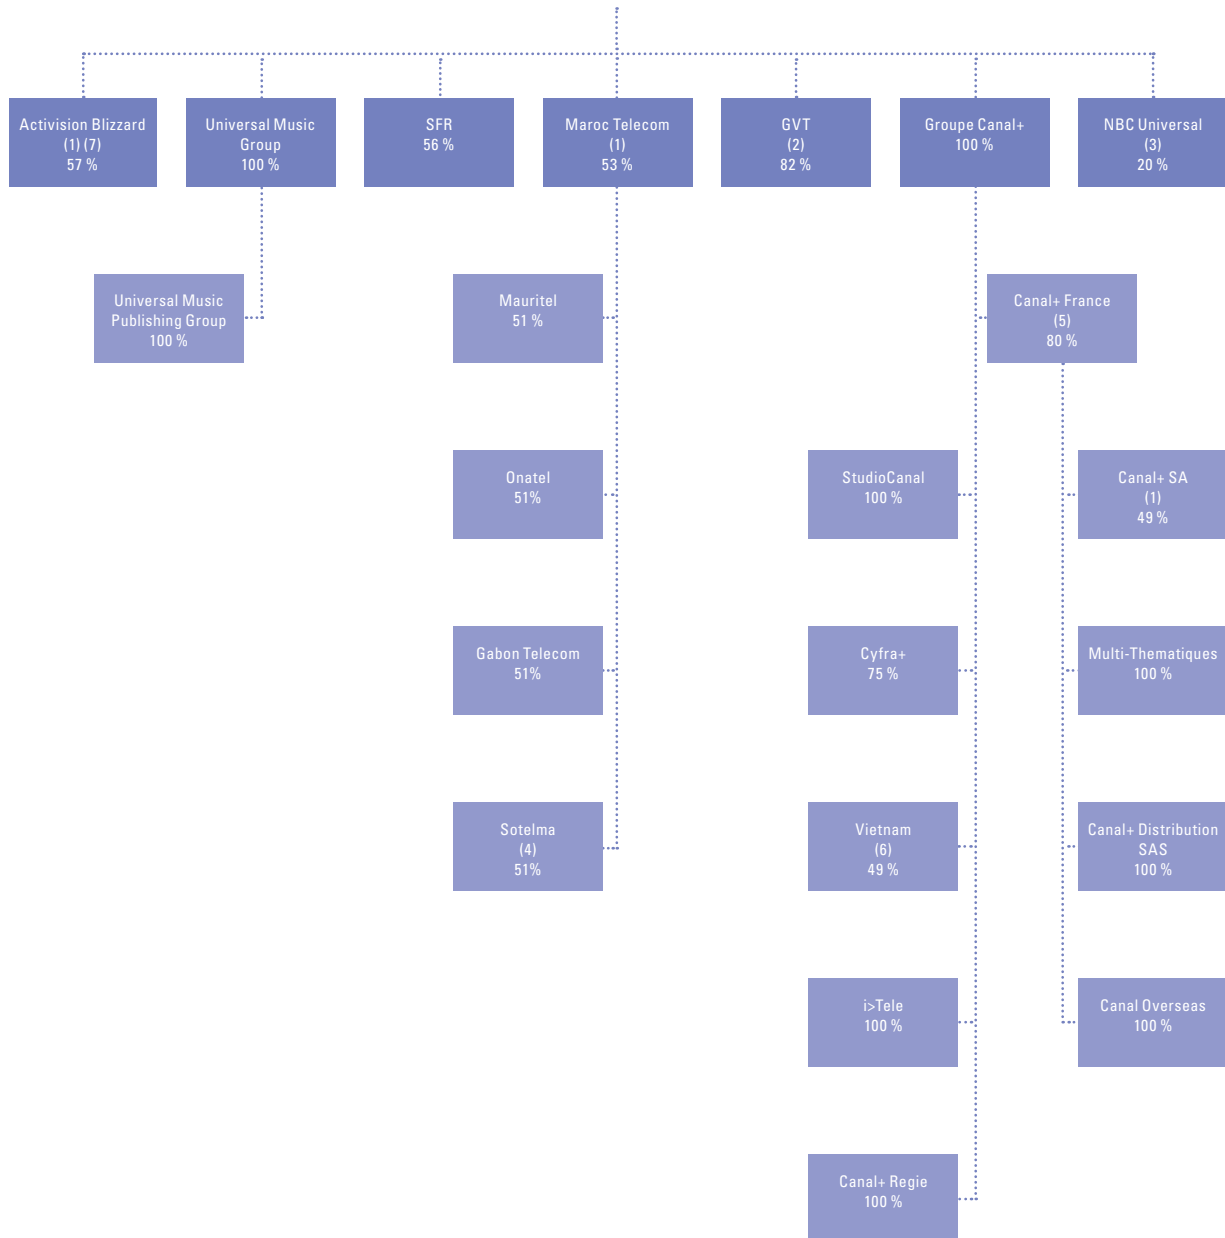 Activision Blizzard
(1) (7)
57 %
Universal Music
Group
100 %
SFR
56 %
Maroc Telecom
(1)
53 %
GVT
(2)
82 %
Groupe Canal+
100 %
NBC Universal
(3)
20 %
Universal Music
Publishing Group
100 %
Mauritel
51 %
Canal+ France
(5)
80 %
Onatel
51%
StudioCanal
100 %
Canal+ SA
(1)
49 %
Gabon Telecom
51%
Cyfra+
75 %
Multi-Thematiques
100 %
Sotelma
(4)
51%
Vietnam
(6)
49 %
Canal+ Distribution
SAS
100 %
i>Tele
100 %
Canal Overseas
100 %
Canal+ Regie
100 %